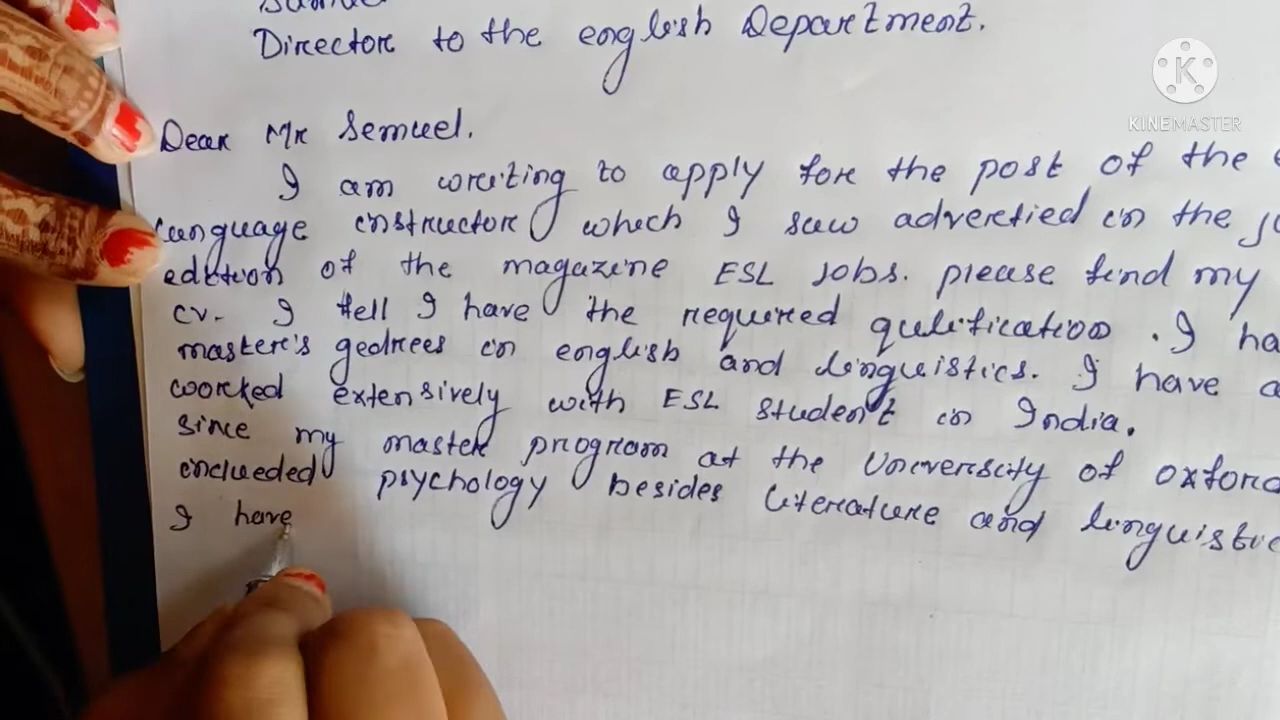 Director to the english Department.
Dear Mr Semuel.
I am writing to apply for the post of the
Language instructor which I saw advertied in the
edition of the magazine ESL Jobs. please find my
cv. I fell I have the required qulification. I ha
master's gedrees in english and linguistics. I have a
worked extensively with ESL student in India.
since my master program at the University of oxford
inclueded psychology besides literature and linguistic
I have
KINEMASTER